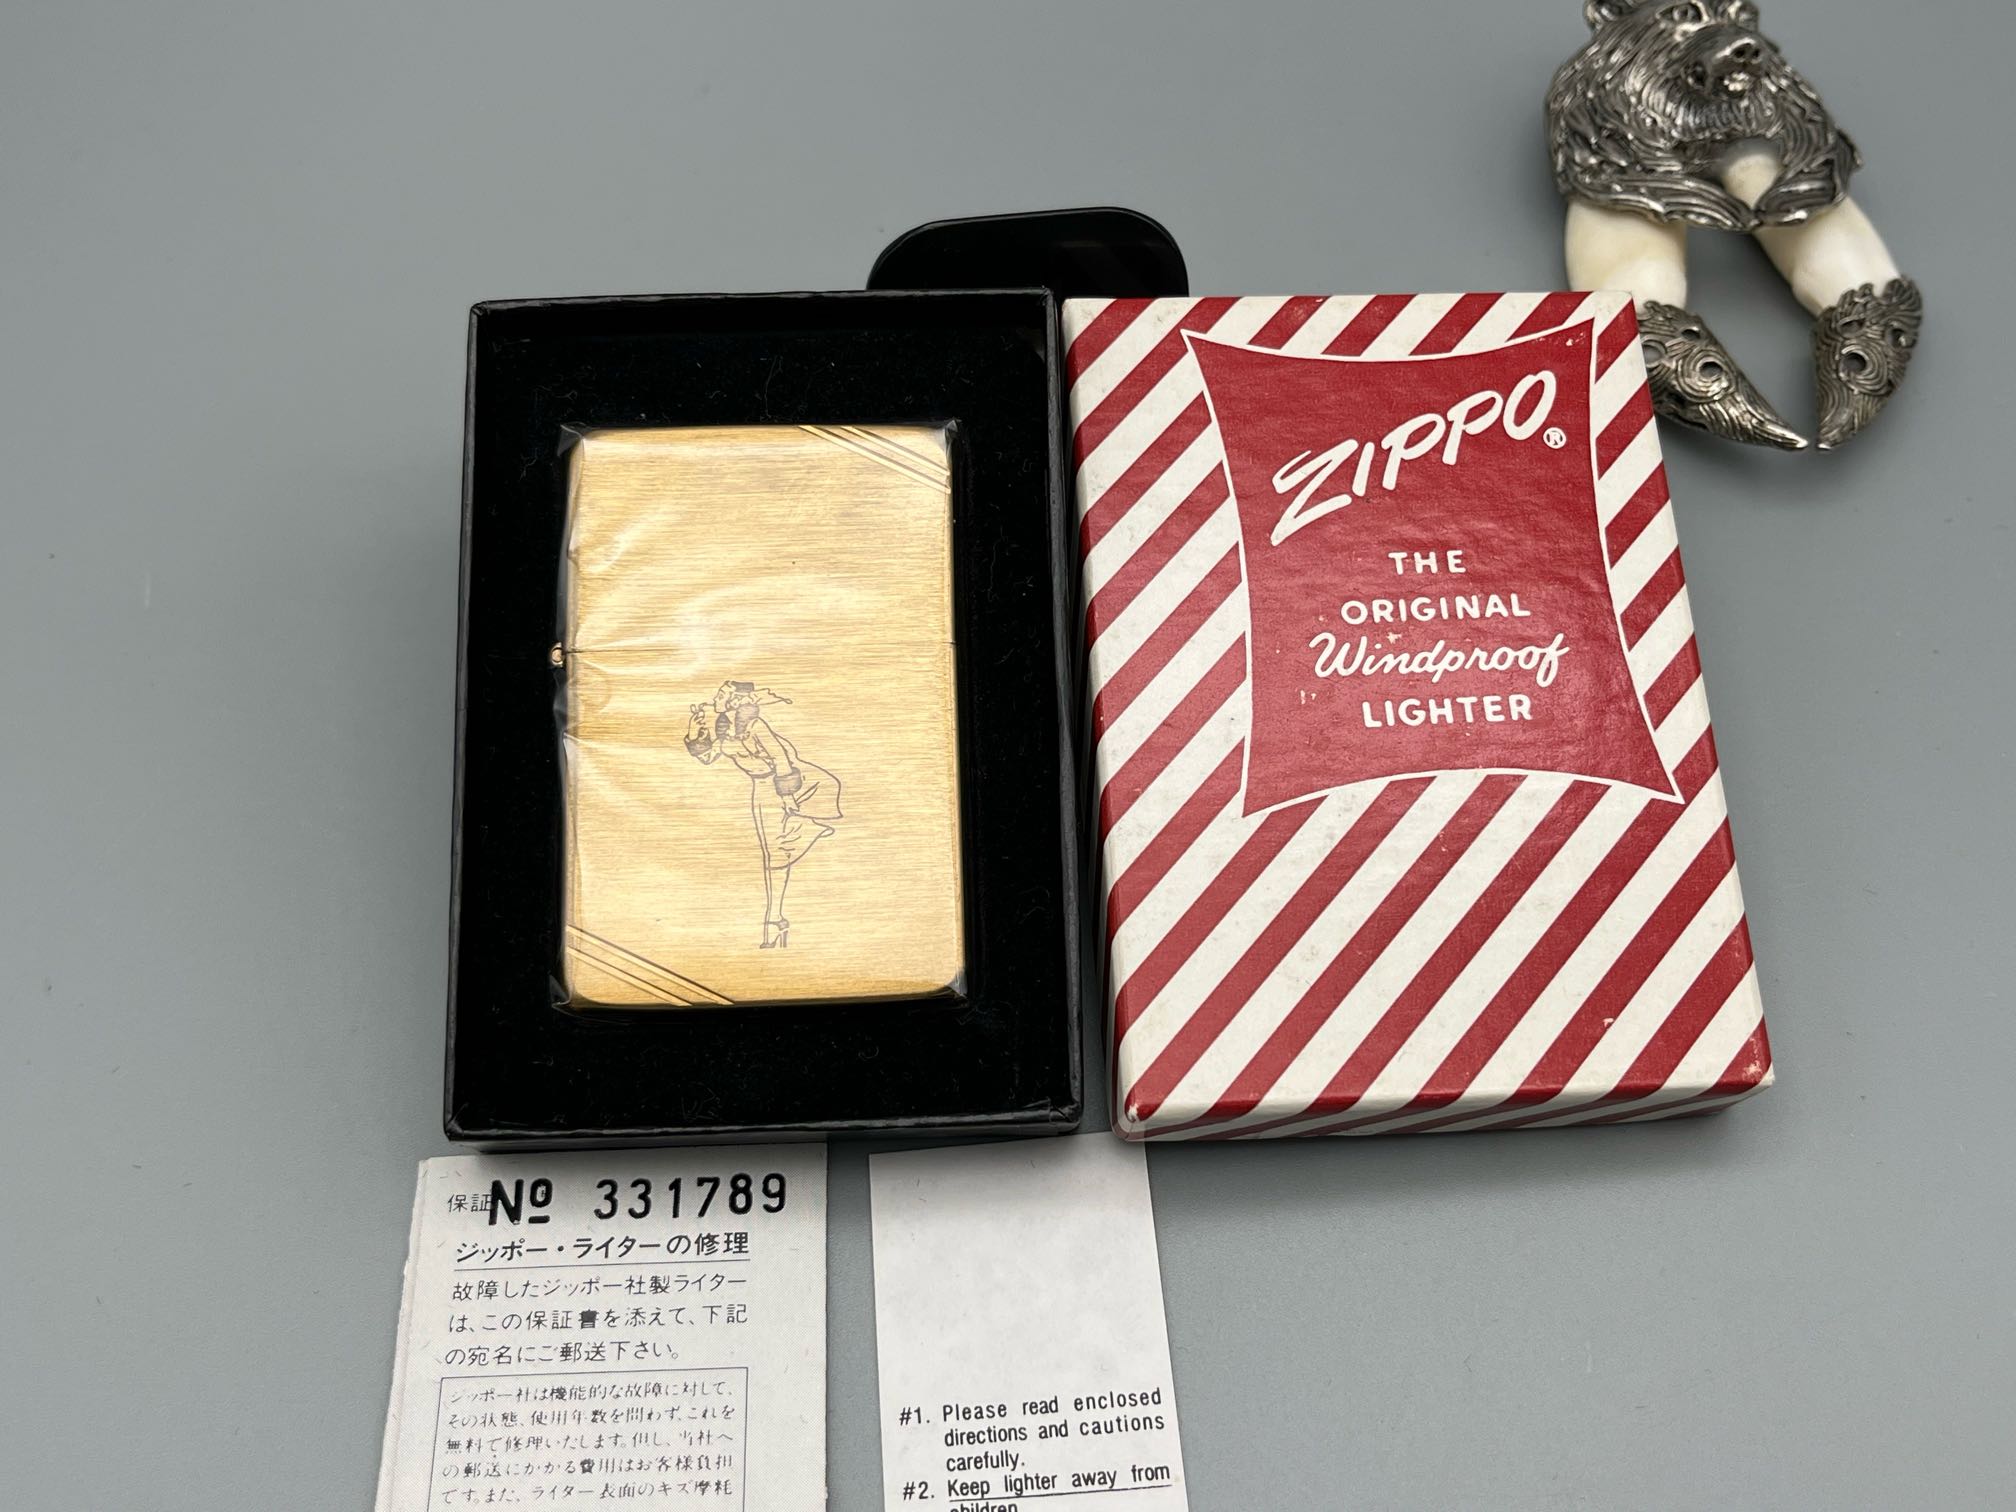 ZIPPO®
THE
ORIGINAL
Windproof
LIGHTER
保証 No 331789
ジッポー・ライターの修理
故障したジッポー社製ライター
は、この保証書を添えて、下記
の宛名にご郵送下さい。
ジッポー社は機能的な故障に対して、
その状態、使用年数を問わず、これを
無料で修理いたします。但し、当社へ
の郵送にかかる費用はお客様負担
です。また、ライター表面のキズ摩耗
#1. Please read enclosed
directions and cautions
carefully.
#2. Keep lighter away from
children